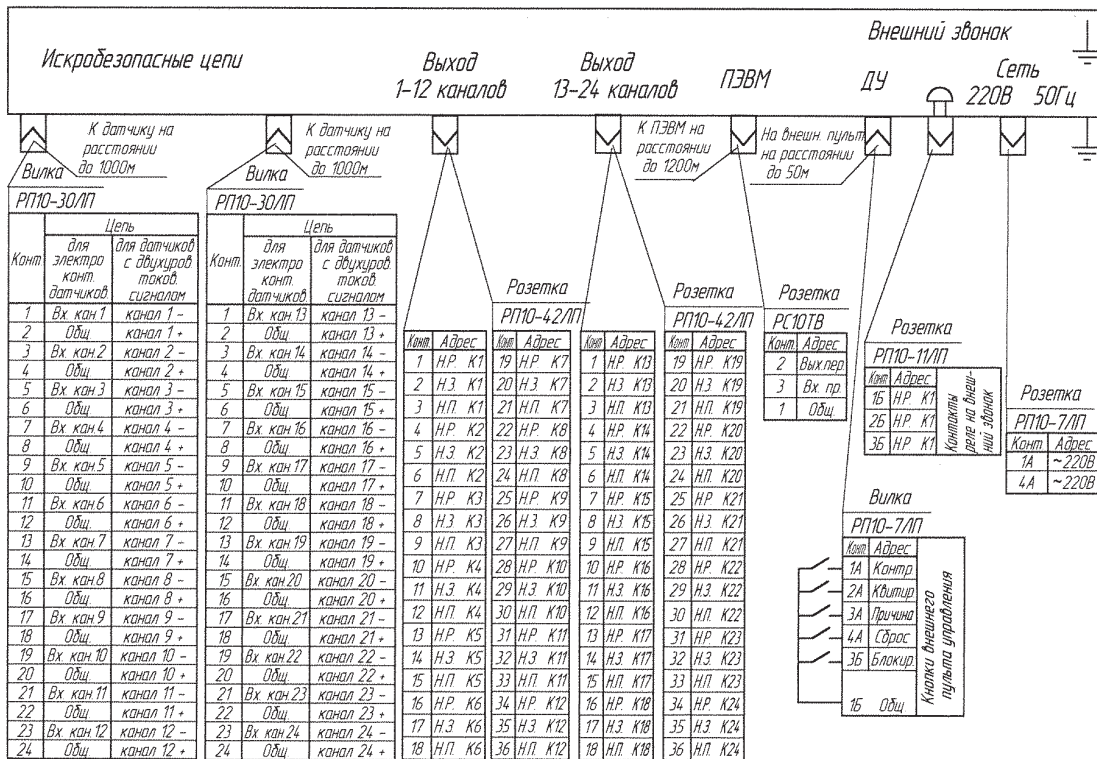 Искробезопасные цепи
Выход
1-12 каналов
Выход
13-24 каналов
ПЭВМ
ДУ
Внешний звонок
Сеть
220В 50Гц
К датчику на
расстоянии
до 1000м
Вилка
РП10-30/ЛП
Цепь
Конт
для
электро
конт.
датчиков.
для датчиков
с двухуров.
токов.
сигналом
1 Вх. кан.1 канал 1 -
2 Общ. канал 1 +
3 Вх. кан.2 канал 2 -
4 Общ. канал 2 +
5 Вх. кан.3 канал 3 -
6 Общ. канал 3 +
7 Вх. кан.4 канал 4 -
8 Общ. канал 4 +
9 Вх. кан.5 канал 5 -
10 Общ. канал 5 +
11 Вх. кан.6 канал 6 -
12 Общ. канал 6 +
13 Вх. кан.7 канал 7 -
14 Общ. канал 7 +
15 Вх. кан.8 канал 8 -
16 Общ. канал 8 +
17 Вх. кан.9 канал 9 -
18 Общ. канал 9 +
19 Вх. кан.10 канал 10 -
20 Общ. канал 10 +
21 Вх. кан.11 канал 11 -
22 Общ. канал 11 +
23 Вх. кан.12 канал 12 -
24 Общ. канал 12 +
К датчику на
расстоянии
до 1000м
Вилка
РП10-30/ЛП
Цепь
Конт.
для
электро
конт.
датчиков.
для датчиков
с двухуров.
токов.
сигналом
1 Вх. кан.13 канал 13 -
2 Общ. канал 13 +
3 Вх. кан.14 канал 14 -
4 Общ. канал 14 +
5 Вх. кан.15 канал 15 -
6 Общ. канал 15 +
7 Вх. кан.16 канал 16 -
8 Общ. канал 16 +
9 Вх. кан.17 канал 17 -
10 Общ. канал 17 +
11 Вх. кан.18 канал 18 -
12 Общ. канал 18 +
13 Вх. кан.19 канал 19 -
14 Общ. канал 19 +
15 Вх. кан.20 канал 20 -
16 Общ. канал 20 +
17 Вх. кан.21 канал 21 -
18 Общ. канал 21 +
19 Вх. кан.22 канал 22 -
20 Общ. канал 22 +
21 Вх. кан.23 канал 23 -
22 Общ. канал 23 +
23 Вх. кан.24 канал 24 -
24 Общ. канал 24 +
Розетка
РП10-42/ЛП
Конт. Адрес
1 Н.Р. К1 19 Н.Р. К7
2 Н.З. К1 20 Н.З. К7
3 Н.П. К1 21 Н.П. К7
4 Н.Р. К2 22 Н.Р. К8
5 Н.З. К2 23 Н.З. К8
6 Н.П. К2 24 Н.П. К8
7 Н.Р. К3 25 Н.Р. К9
8 Н.З. К3 26 Н.З. К9
9 Н.П. К3 27 Н.П. К9
10 Н.Р. К4 28 Н.Р. К10
11 Н.З. К4 29 Н.З. К10
12 Н.П. К4 30 Н.П. К10
13 Н.Р. К5 31 Н.Р. К11
14 Н.З. К5 32 Н.З. К11
15 Н.П. К5 33 Н.П. К11
16 Н.Р. К6 34 Н.Р. К12
17 Н.З. К6 35 Н.З. К12
18 Н.П. К6 36 Н.П. К12
Розетка
РП10-42/ЛП
Конт. Адрес
1 Н.Р. К13 19 Н.Р. К19
2 Н.З. К13 20 Н.З. К19
3 Н.П. К13 21 Н.П. К19
4 Н.Р. К14 22 Н.Р. К20
5 Н.З. К14 23 Н.З. К20
6 Н.П. К14 24 Н.П. К20
7 Н.Р. К15 25 Н.Р. К21
8 Н.З. К15 26 Н.З. К21
9 Н.П. К15 27 Н.П. К21
10 Н.Р. К16 28 Н.Р. К22
11 Н.З. К16 29 Н.З. К22
12 Н.П. К16 30 Н.П. К22
13 Н.Р. К17 31 Н.Р. К23
14 Н.З. К17 32 Н.З. К23
15 Н.П. К17 33 Н.П. К23
16 Н.Р. К18 34 Н.Р. К24
17 Н.З. К18 35 Н.З. К24
18 Н.П. К18 36 Н.П. К24
К ПЭВМ на
расстоянии
до 1200м
Розетка
РС10ТВ
Конт. Адрес
2 Вых.пер.
3 Вх. пр.
1 Общ.
На внешн. пульт
на расстоянии
до 50м
Розетка
РП10-11/ЛП
Конт Адрес
1Б Н.Р. К1
2Б Н.Р. К1
3Б Н.Р. К1
Контакты
реле на внеш-
ний звонок
Розетка
РП10-7/ЛП
Конт. Адрес
1А ~220В
4А ~220В
Вилка
РП10-7/ЛП
Конт. Адрес
1А Контр.
2А Квитир
3А Причина
4А Сброс
3Б Блокир.
1Б Общ.
Кнопки внешнего
пульта управления